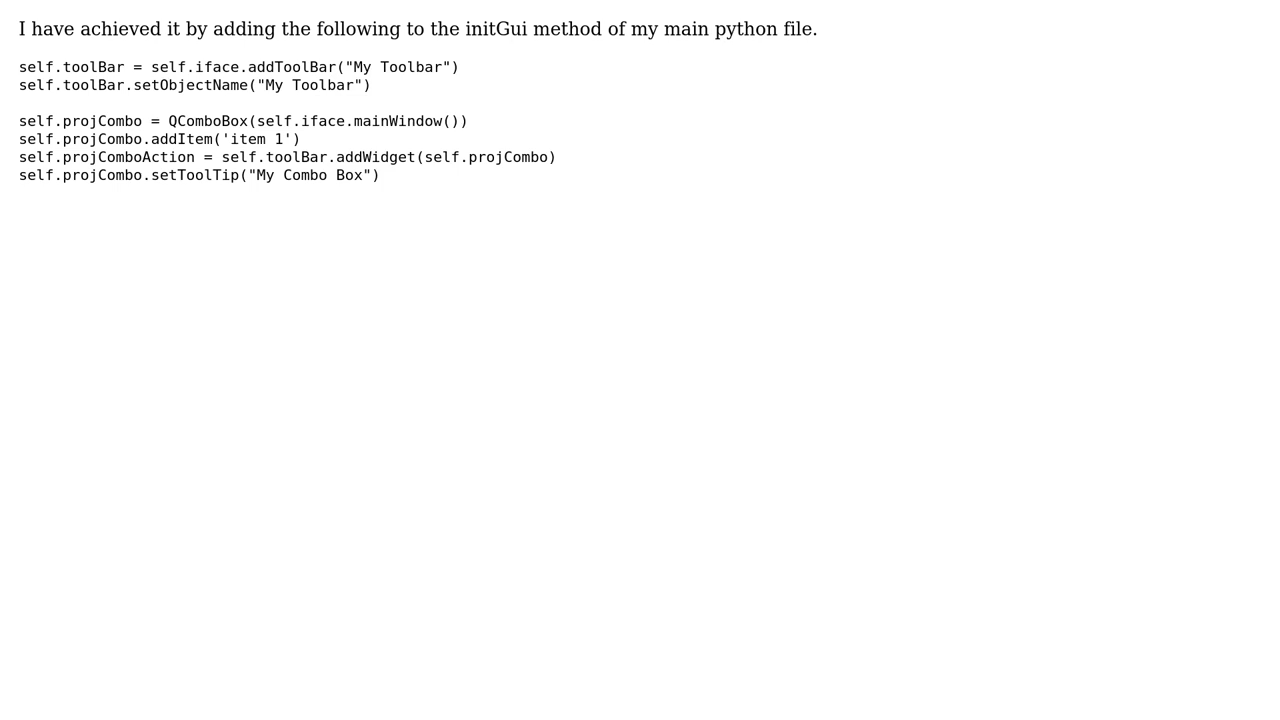 I have achieved it by adding the following to the initGui method of my main python file.
self.toolBar = self.iface.addToolBar("My Toolbar")
self.toolBar.setObjectName("My Toolbar")
self.projCombo = QComboBox(self.iface.mainWindow())
self.projCombo.addItem('item 1')
self.projComboAction = self.toolBar.addWidget(self.projCombo)
self.projCombo.setToolTip("My Combo Box")